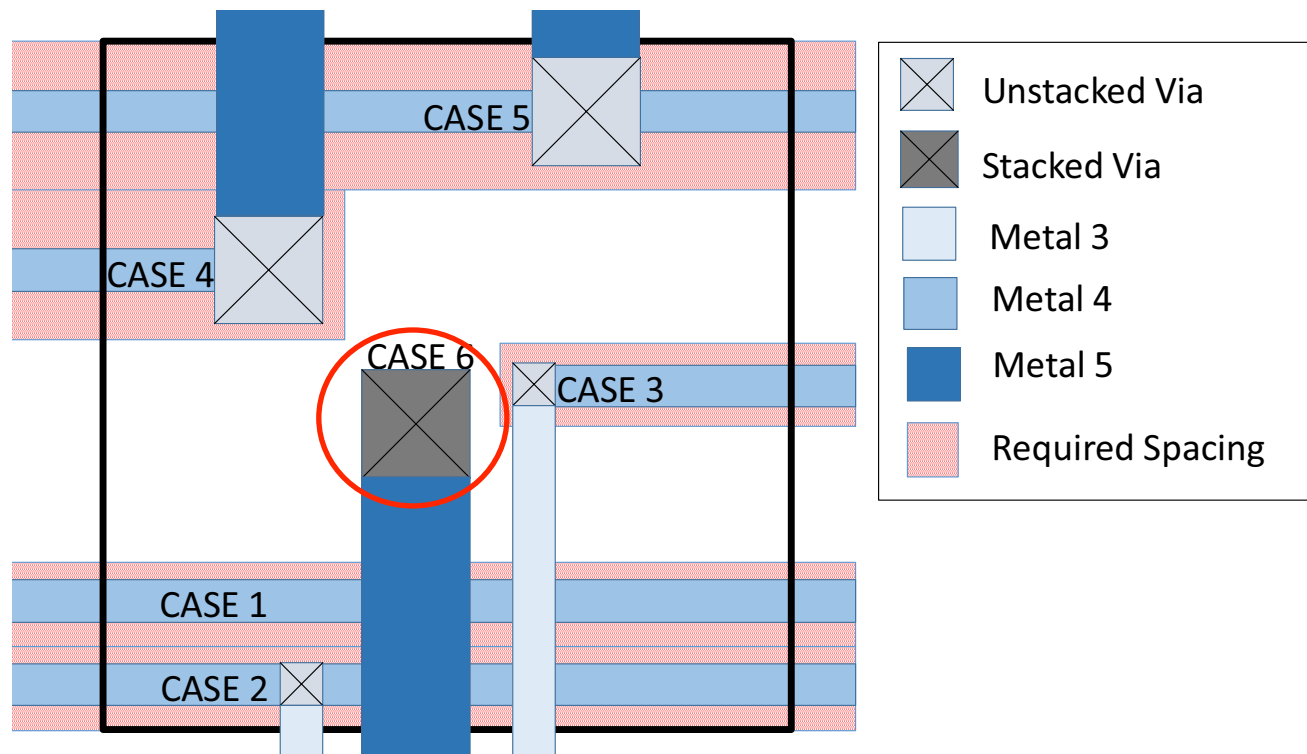 CASE 5
CASE 4
CASE 6
CASE 3
CASE 1
CASE 2
Unstacked Via
Stacked Via
Metal 3
Metal 4
Metal 5
Required Spacing